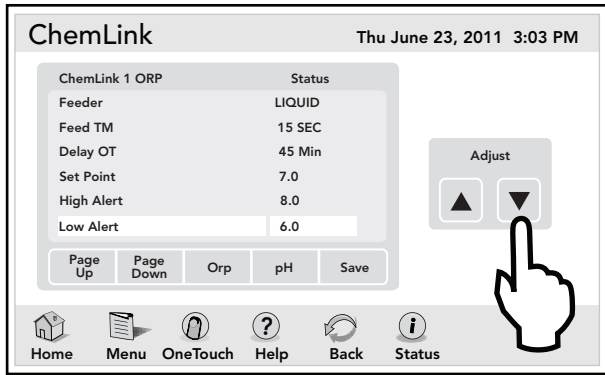 ChemLink
Thu June 23, 2011 3:03 PM
ChemLink 1 ORP Status
Feeder LIQUID
Feed TM 15 SEC
Delay OT 45 Min
Set Point 7.0
High Alert 8.0
Low Alert 6.0
Page Up Page Down Orp pH Save
Adjust
Home Menu OneTouch Help Back Status